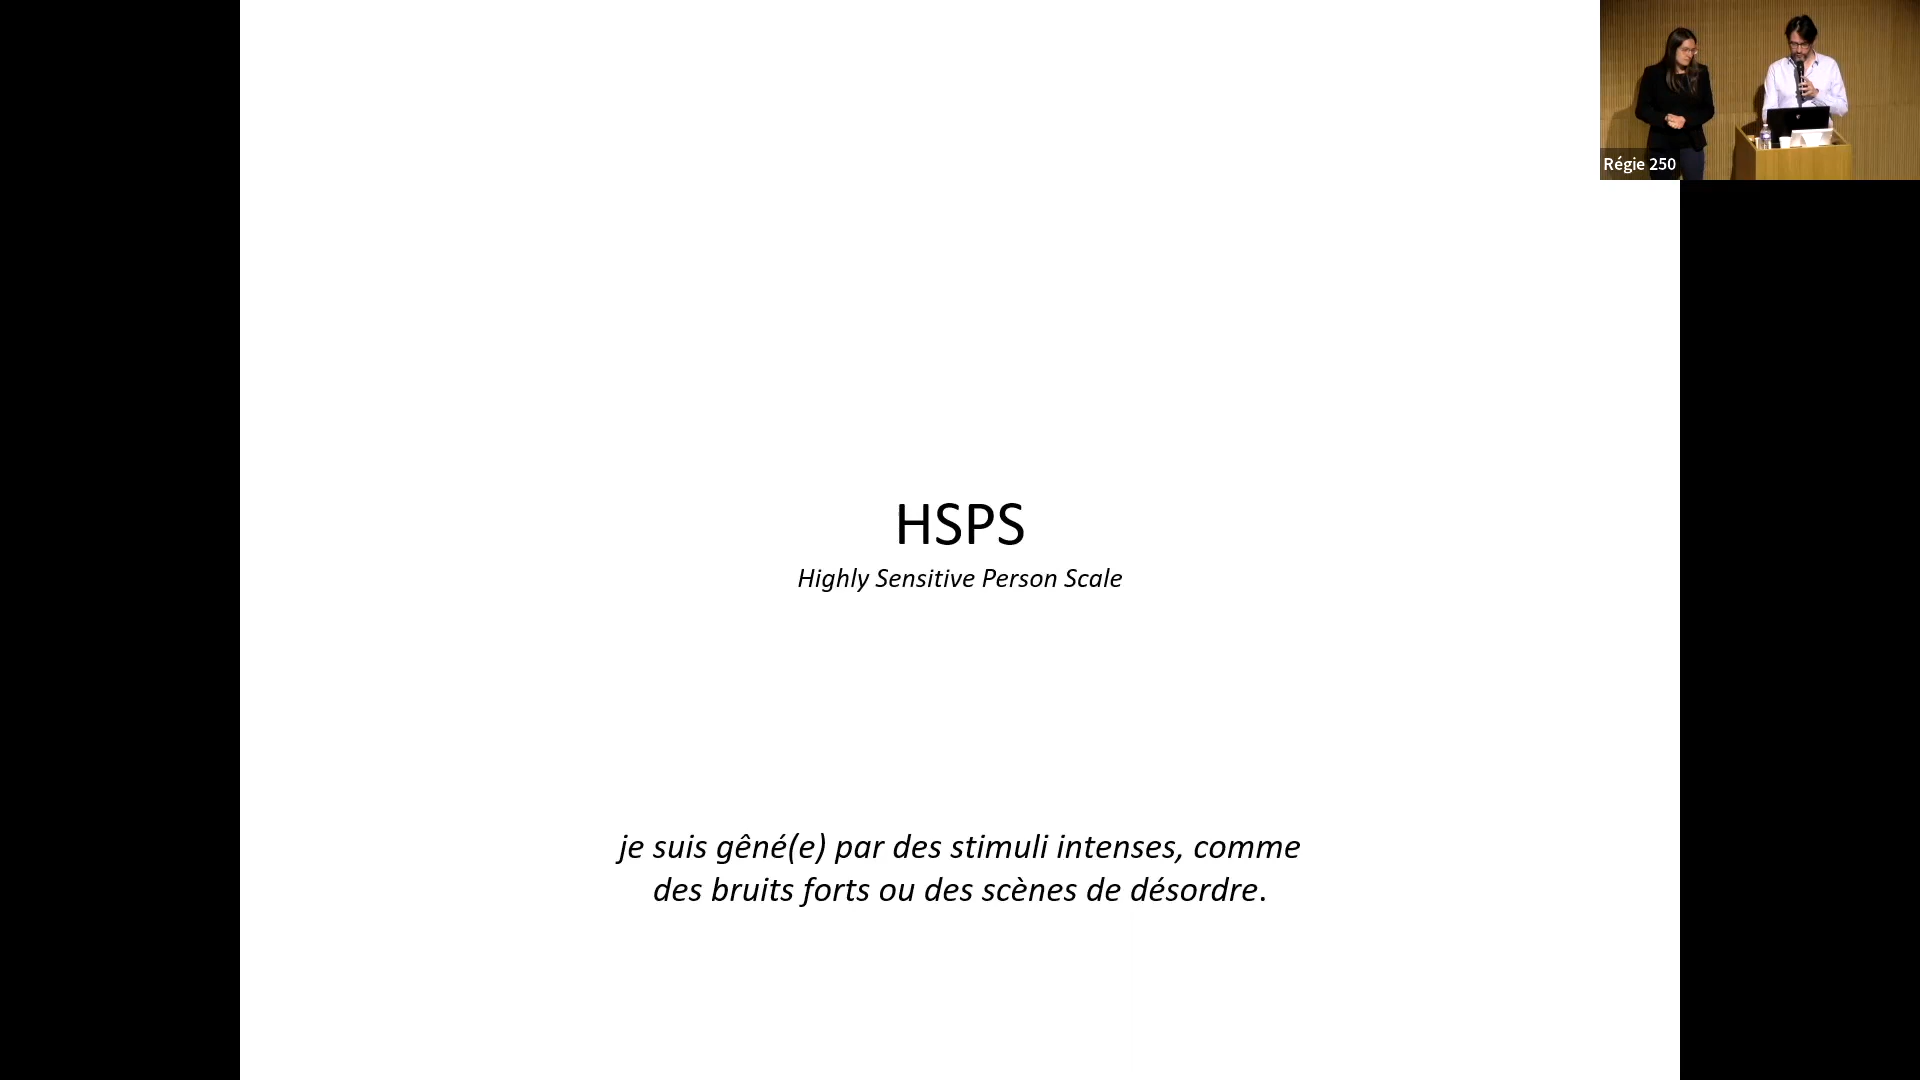 Régie 250
HSPS
Highly Sensitive Person Scale
je suis gêné(e) par des stimuli intenses, comme
des bruits forts ou des scènes de désordre.